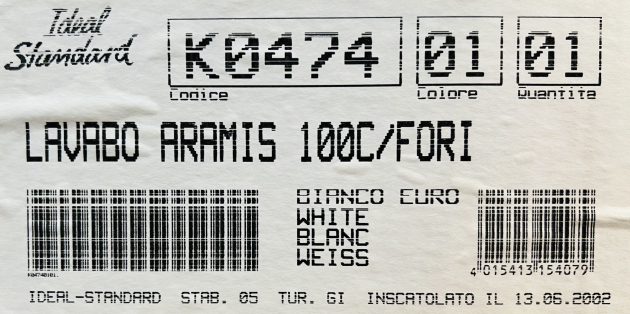 Ideal
Standard
K0474 01 01
Codice Colore Quantita
LAVABO ARAMIS 100C/FORI
BIANCO EURO
WHITE
BLANC
WEISS
K04740101.
4 015413 154079
IDEAL-STANDARD STAB. 05 TUR. GI INSCATOLATO IL 13.06.2002